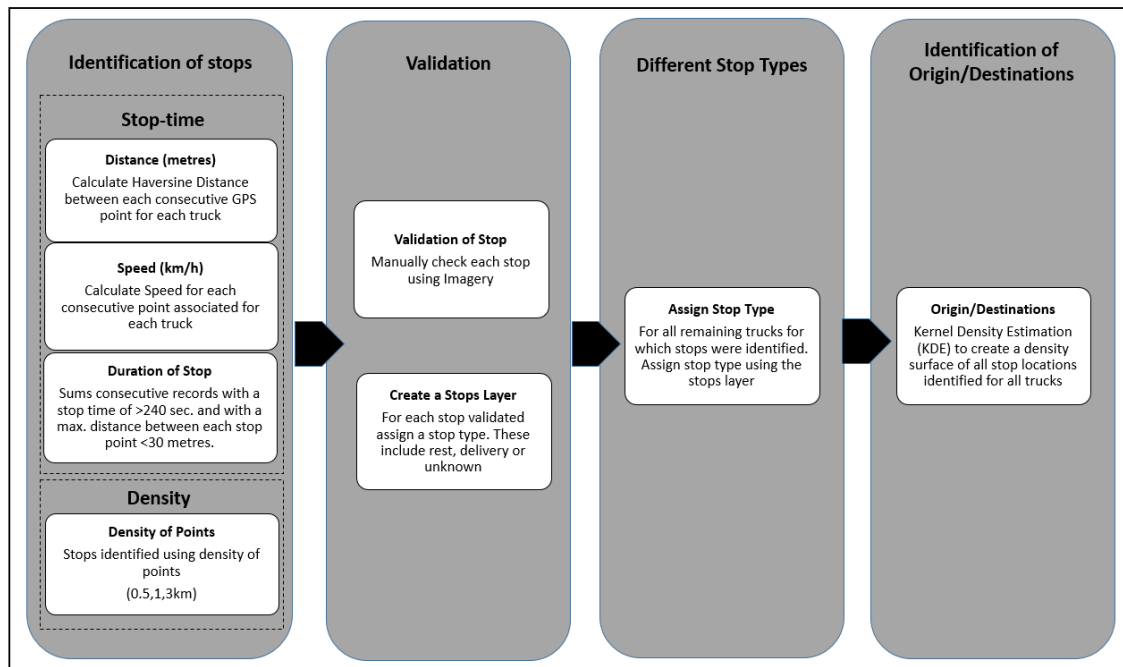 Identification of stops
Stop-time
Distance (metres)
Calculate Haversine Distance
between each consecutive GPS
point for each truck
Speed (km/h)
Calculate Speed for each
consecutive point associated for
each truck
Duration of Stop
Sums consecutive records with a
stop time of >240 sec. and with a
max. distance between each stop
point <30 metres.
Density
Density of Points
Stops identified using density of
points
(0.5,1,3km)
Validation
Validation of Stop
Manually check each stop
using Imagery
Create a Stops Layer
For each stop validated
assign a stop type. These
include rest, delivery or
unknown
Different Stop Types
Assign Stop Type
For all remaining trucks for
which stops were identified.
Assign stop type using the
stops layer
Identification of
Origin/Destinations
Origin/Destinations
Kernel Density Estimation
(KDE) to create a density
surface of all stop locations
identified for all trucks